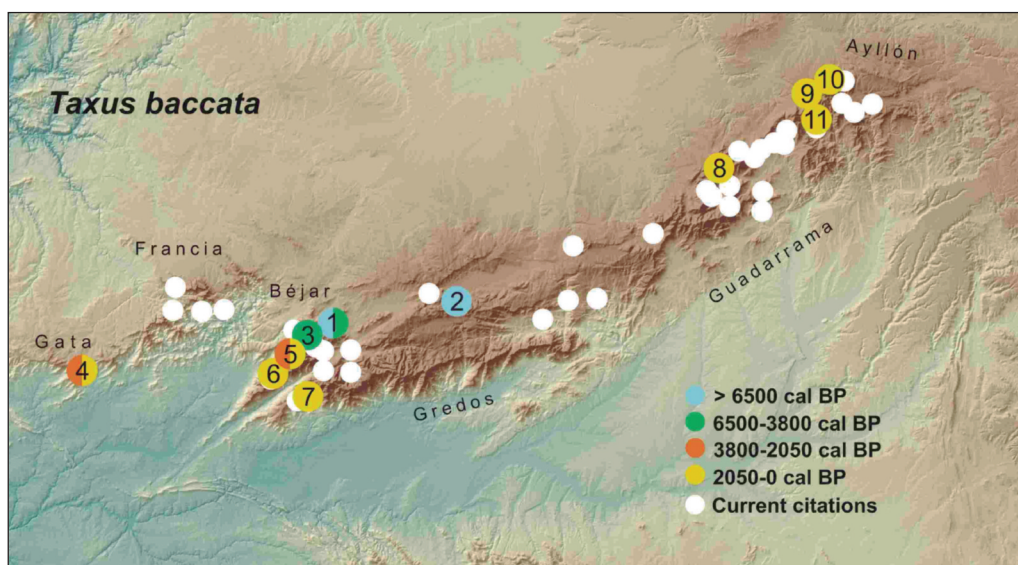 Ayllón
Taxus baccata
10
9
11
8
Francia
Guadarrama
Béjar
2
1
3
Gata
5
4
6
7
Gredos
> 6500 cal BP
6500-3800 cal BP
3800-2050 cal BP
2050-0 cal BP
Current citations